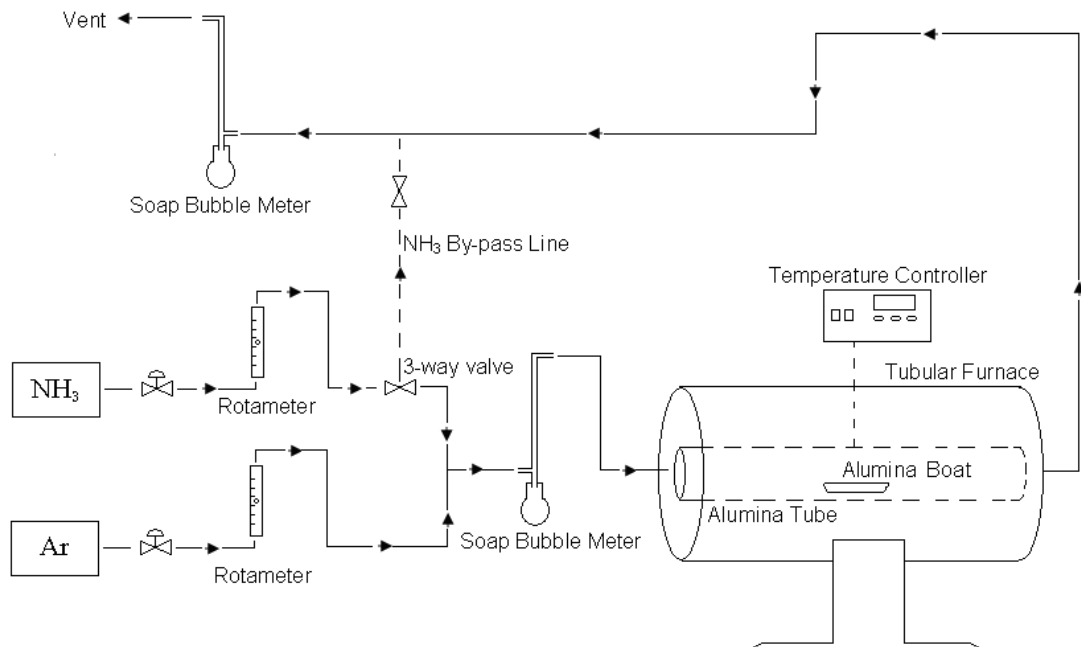 Vent
Soap Bubble Meter
NH₃ By-pass Line
Temperature Controller
3-way valve
Tubular Furnace
NH₃
Rotameter
Alumina Boat
Alumina Tube
Soap Bubble Meter
Ar
Rotameter